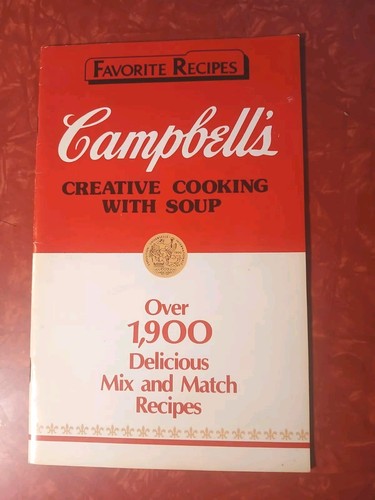 FAVORITE RECIPES
Campbell's
CREATIVE COOKING
WITH SOUP
Over
1,900
Delicious
Mix and Match
Recipes